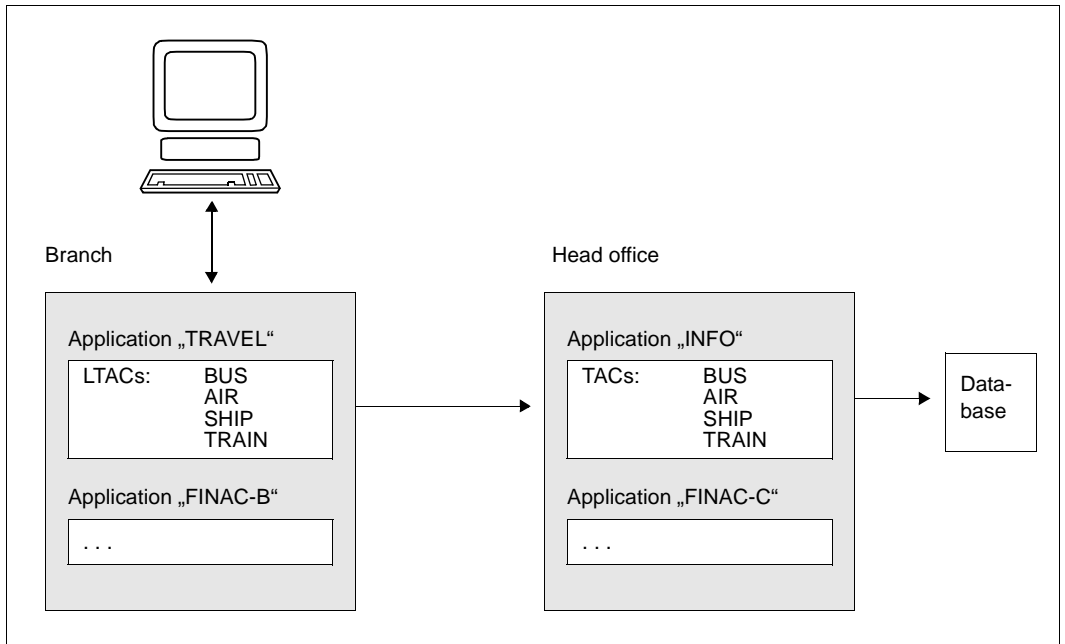 Branch
Head office
Application „TRAVEL“
LTACs: BUS
AIR
SHIP
TRAIN
Application „FINAC-B“
. . .
Application „INFO“
TACs: BUS
AIR
SHIP
TRAIN
Application „FINAC-C“
. . .
Data-
base